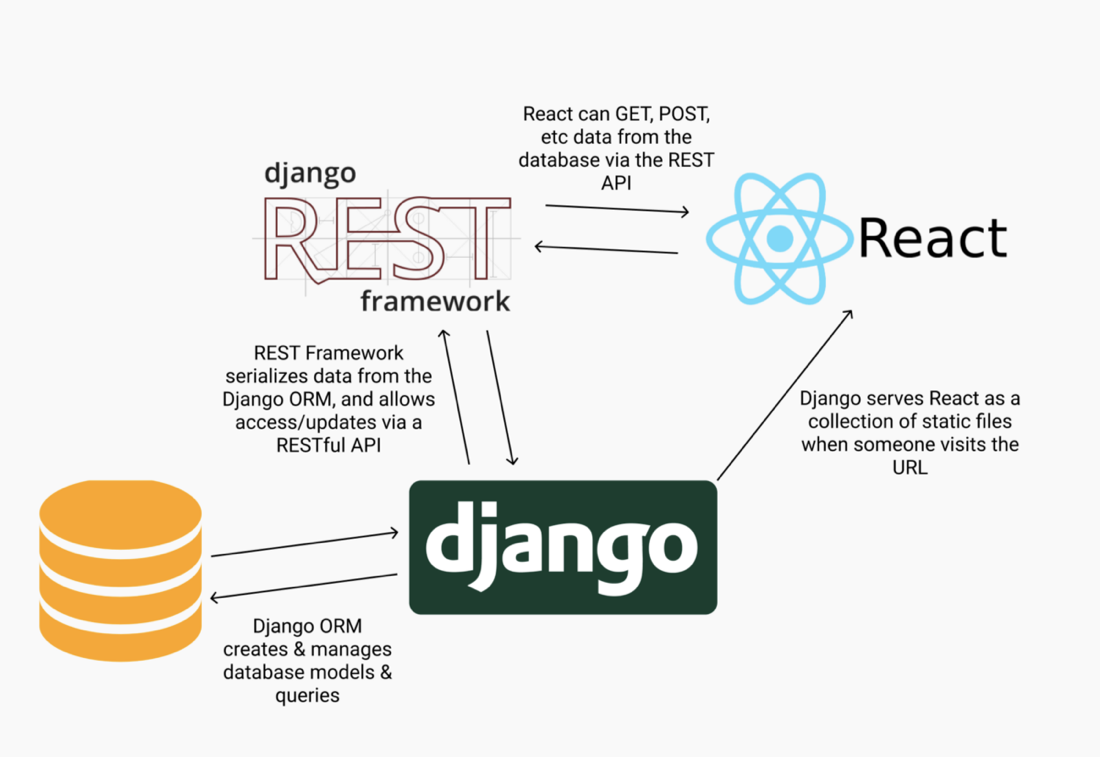 React can GET, POST,
etc data from the
database via the REST
API
django
REST
framework
React
REST Framework
serializes data from the
Django ORM, and allows
access/updates via a
RESTful API
Django serves React as a
collection of static files
when someone visits the
URL
django
Django ORM
creates & manages
database models &
queries